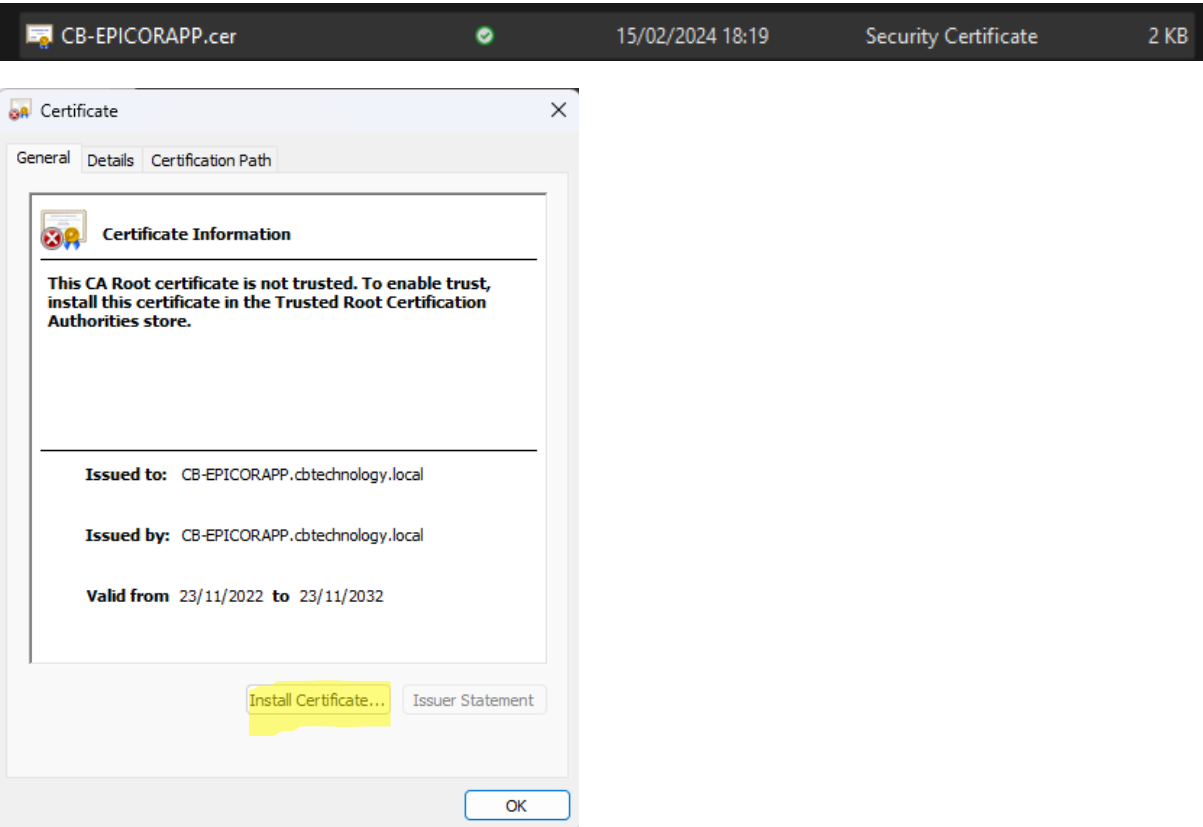 CB-EPICORAPP.cer 15/02/2024 18:19 Security Certificate 2 KB
Certificate
General Details Certification Path
Certificate Information
This CA Root certificate is not trusted. To enable trust,
install this certificate in the Trusted Root Certification
Authorities store.
Issued to: CB-EPICORAPP.cbtechnology.local
Issued by: CB-EPICORAPP.cbtechnology.local
Valid from 23/11/2022 to 23/11/2032
Install Certificate... Issuer Statement
OK